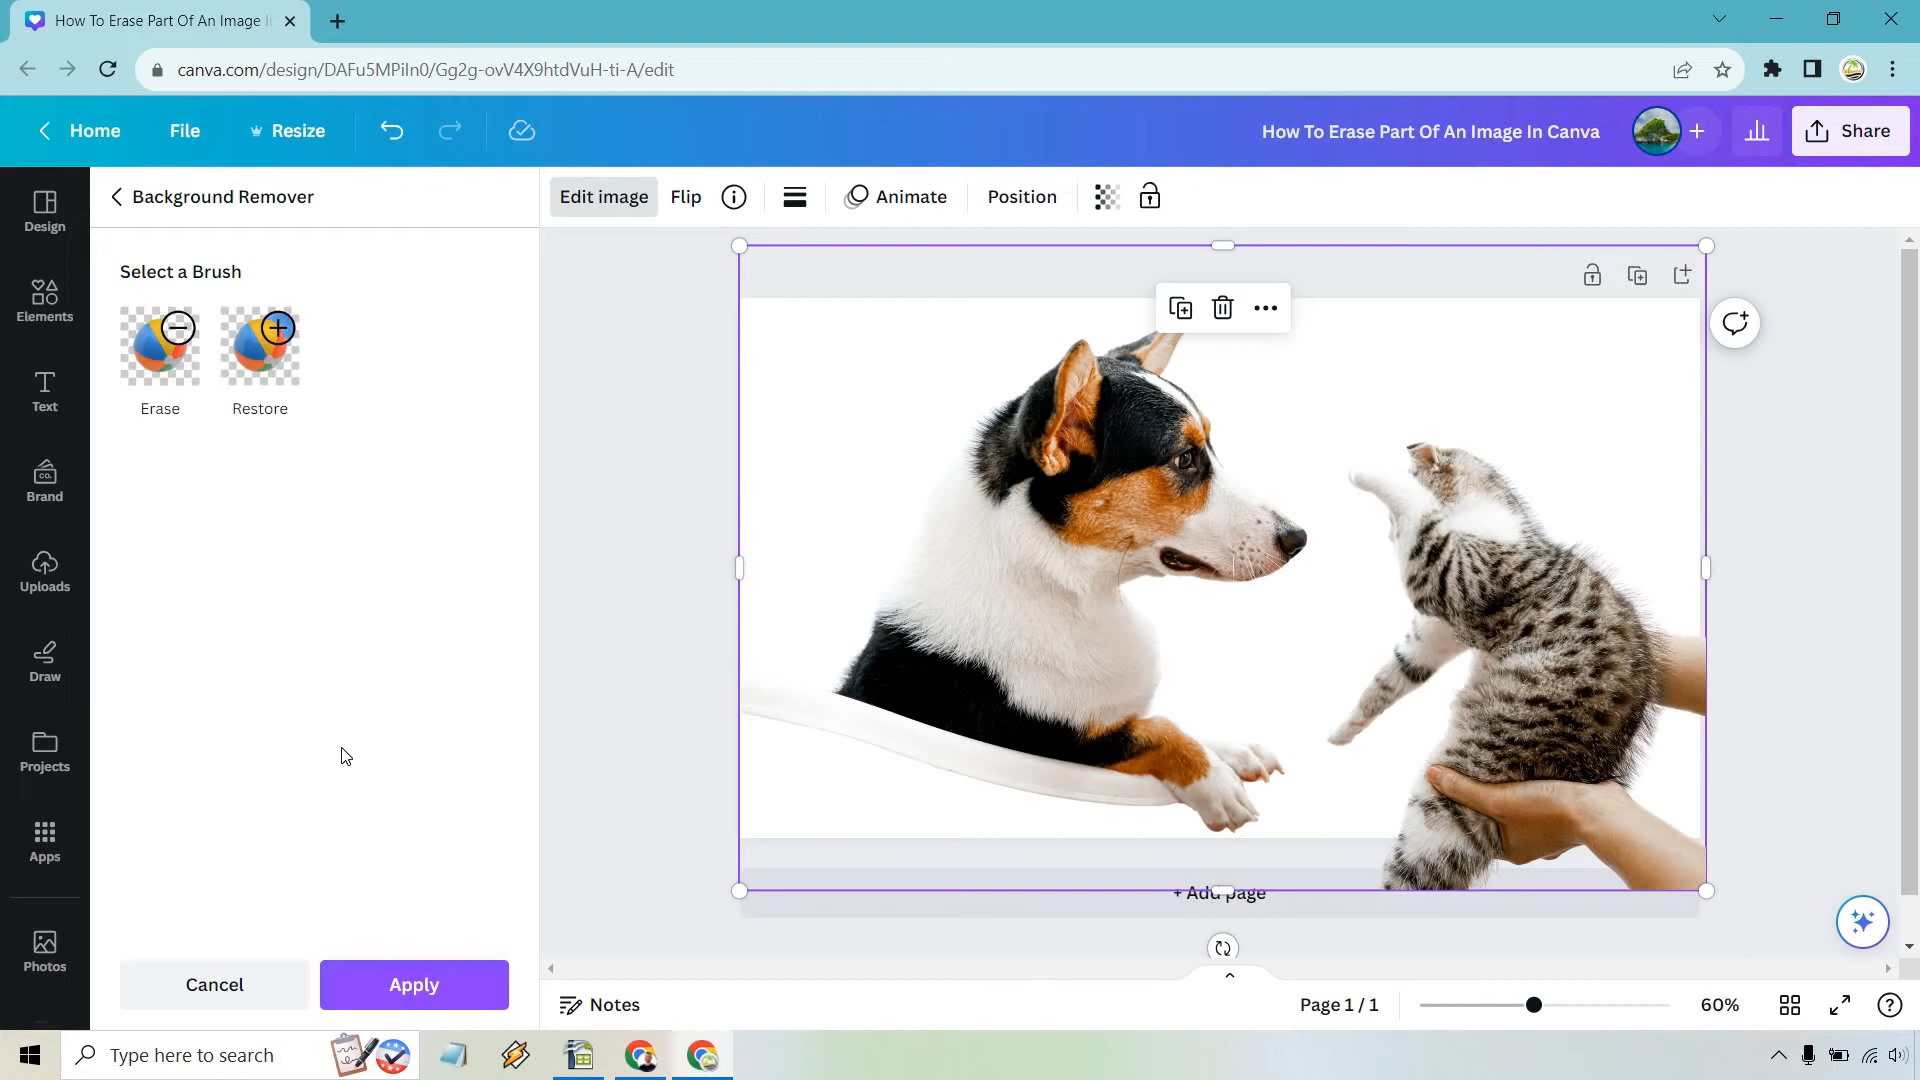 How To Erase Part Of An Image I
canva.com/design/DAFu5MPiIn0/Gg2g-ovV4X9htdVuH-ti-A/edit
Home
File
Resize
How To Erase Part Of An Image In Canva
Share
Design
Elements
Text
CO.
Brand
Uploads
Draw
Projects
Apps
Photos
Background Remover
Select a Brush
Erase
Restore
Cancel
Apply
Edit image
Flip
Animate
Position
+ Add page
Notes
Page 1 / 1
60%
Type here to search